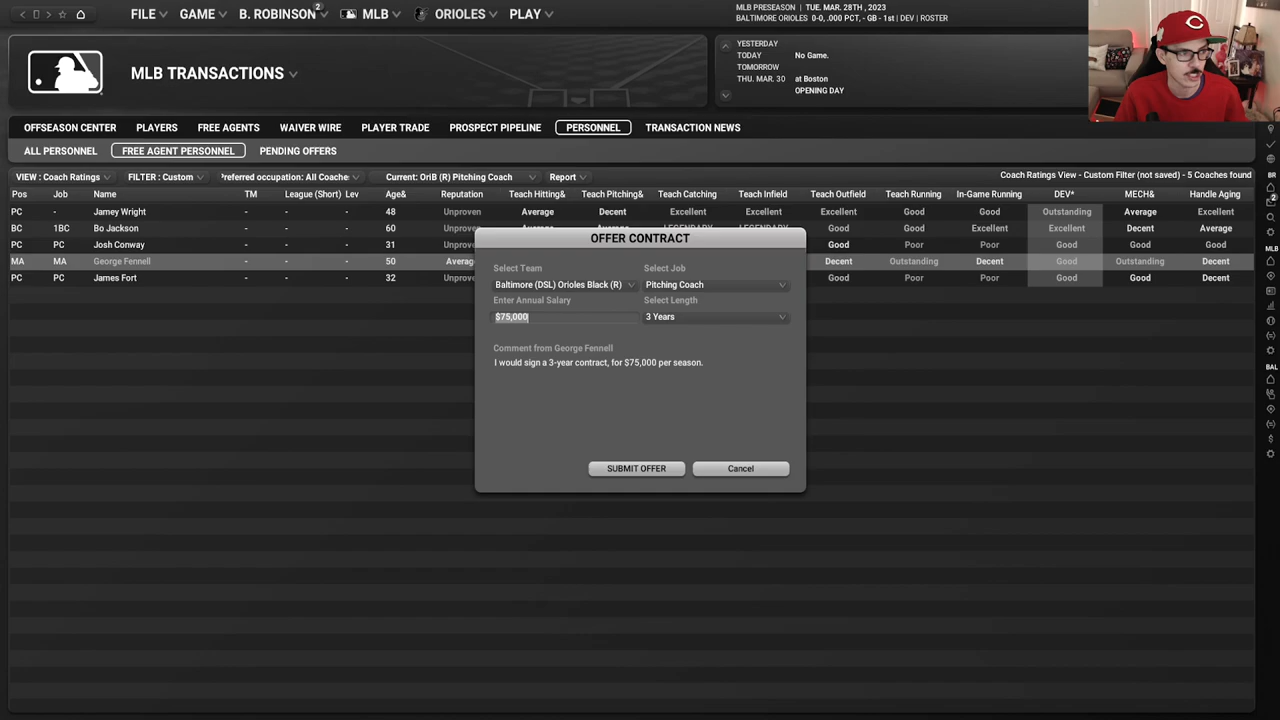 FILE GAME B. ROBINSON 2 MLB ORIOLES PLAY
MLB PRESEASON | TUE. MAR. 28TH , 2023
BALTIMORE ORIOLES 0-0, .000 PCT, - GB - 1st | DEV | ROSTER
MLB TRANSACTIONS
YESTERDAY
TODAY No Game.
TOMORROW
THU. MAR. 30 at Boston
OPENING DAY
OFFSEASON CENTER PLAYERS FREE AGENTS WAIVER WIRE PLAYER TRADE PROSPECT PIPELINE PERSONNEL TRANSACTION NEWS
ALL PERSONNEL FREE AGENT PERSONNEL PENDING OFFERS
VIEW : Coach Ratings FILTER : Custom Preferred occupation: All Coache Current: OriB (R) Pitching Coach Report Coach Ratings View - Custom Filter (not saved) - 5 Coaches found
Pos Job Name TM League (Short) Lev Age& Reputation Teach Hitting& Teach Pitching& Teach Catching Teach Infield Teach Outfield Teach Running In-Game Running DEV* MECH& Handle Aging
PC - Jamey Wright - - - 48 Unproven Average Decent Excellent Excellent Excellent Good Good Outstanding Average Excellent
BC 1BC Bo Jackson - - - 60 Unproven Good Good Excellent Excellent Decent Average
PC PC Josh Conway - - - 31 Unprove Good Poor Poor Good Good Good
MA MA George Fennell - - - 50 Averag Decent Outstanding Decent Good Outstanding Decent
PC PC James Fort - - - 32 Unprove Good Poor Poor Good Good Decent
OFFER CONTRACT
Select Team Select Job
Baltimore (DSL) Orioles Black (R) Pitching Coach
Enter Annual Salary Select Length
$75,000 3 Years
Comment from George Fennell
I would sign a 3-year contract, for $75,000 per season.
SUBMIT OFFER Cancel
BR
2
MLB
BAL